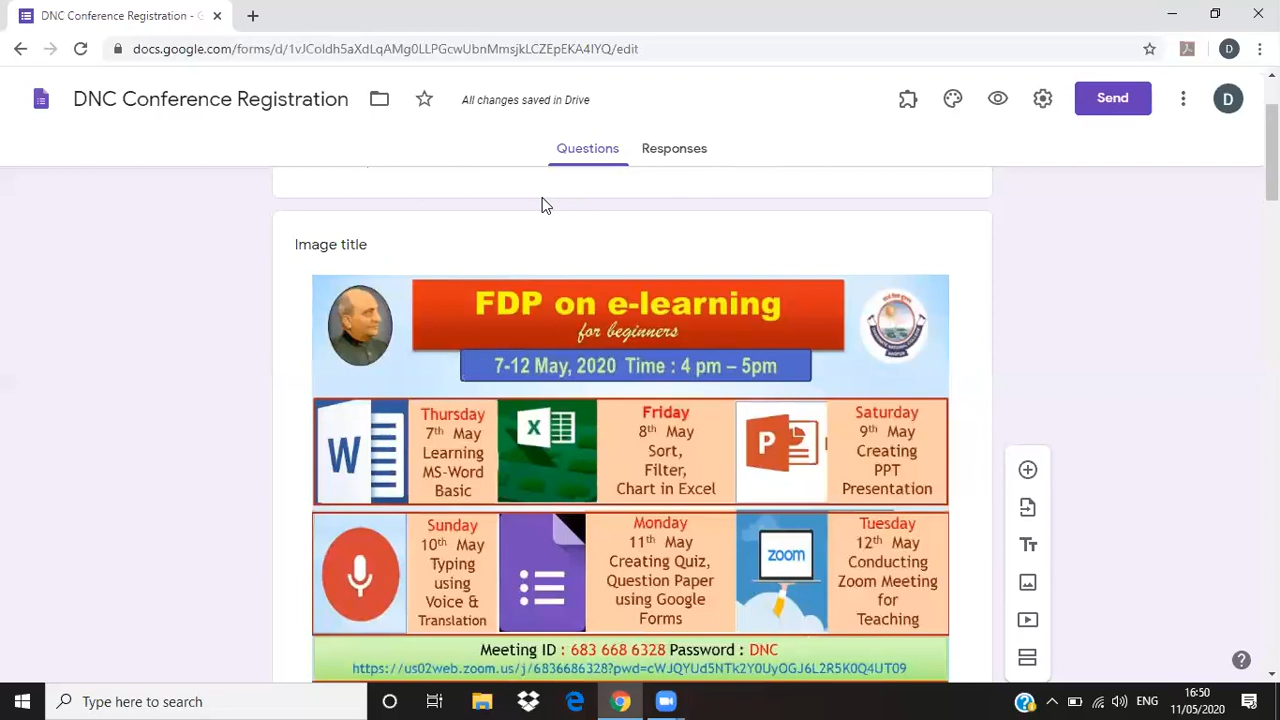 DNC Conference Registration - G
docs.google.com/forms/d/1vJColdh5aXdLqAMg0LLPGcwUbnMmsjkLCZEpEKA4IYQ/edit
D
DNC Conference Registration
All changes saved in Drive
Send
D
Questions
Responses
Image title
FDP on e-learning
for beginners
7-12 May, 2020 Time : 4 pm – 5pm
W
Thursday
7th May
Learning
MS-Word
Basic
X
Friday
8th May
Sort,
Filter,
Chart in Excel
P
Saturday
9th May
Creating
PPT
Presentation
Sunday
10th May
Typing
using
Voice &
Translation
Monday
11th May
Creating Quiz,
Question Paper
using Google
Forms
zoom
Tuesday
12th May
Conducting
Zoom Meeting
for
Teaching
Meeting ID : 683 668 6328 Password : DNC
https://us02web.zoom.us/j/6836686328?pwd=cWJQYUd5NTk2Y0UyOGJ6L2R5K0Q4UT09
Type here to search
ENG
16:50
11/05/2020